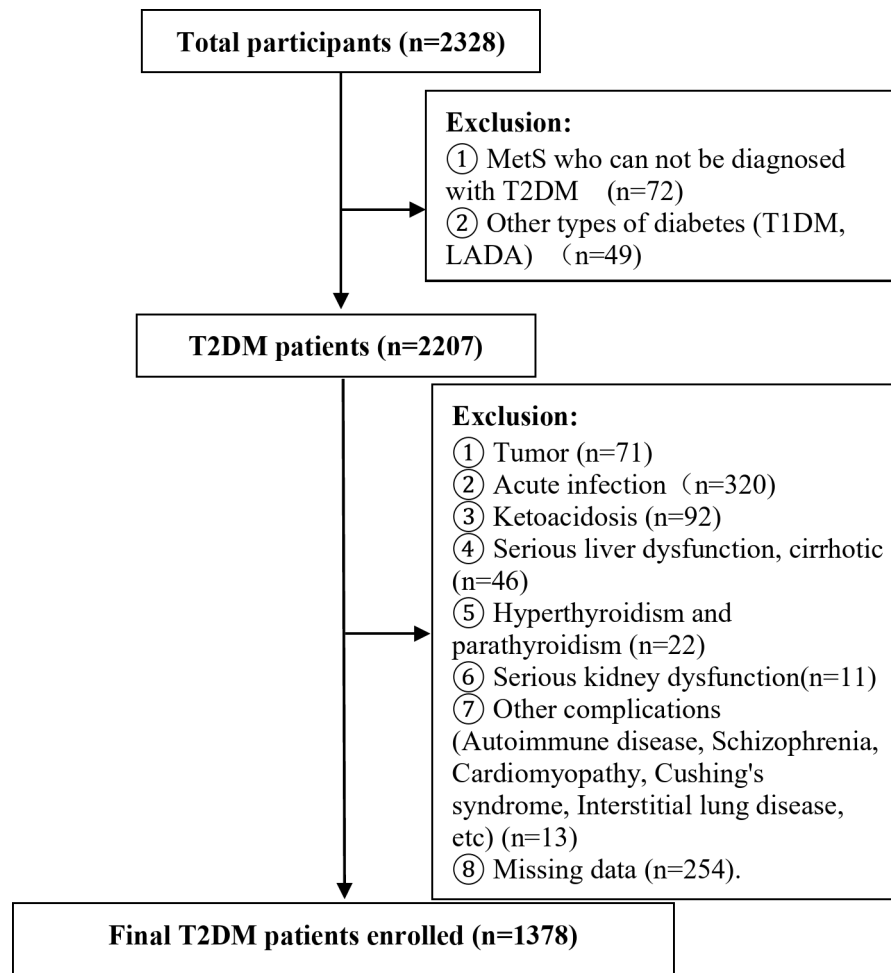 Total participants (n=2328)
Exclusion:
① MetS who can not be diagnosed
with T2DM （n=72)
② Other types of diabetes (T1DM,
LADA) （n=49)
T2DM patients (n=2207)
Exclusion:
① Tumor (n=71)
② Acute infection（n=320)
③ Ketoacidosis (n=92)
④ Serious liver dysfunction, cirrhotic
(n=46)
⑤ Hyperthyroidism and
parathyroidism (n=22)
⑥ Serious kidney dysfunction(n=11)
⑦ Other complications
(Autoimmune disease, Schizophrenia,
Cardiomyopathy, Cushing's
syndrome, Interstitial lung disease,
etc) (n=13)
⑧ Missing data (n=254).
Final T2DM patients enrolled (n=1378)